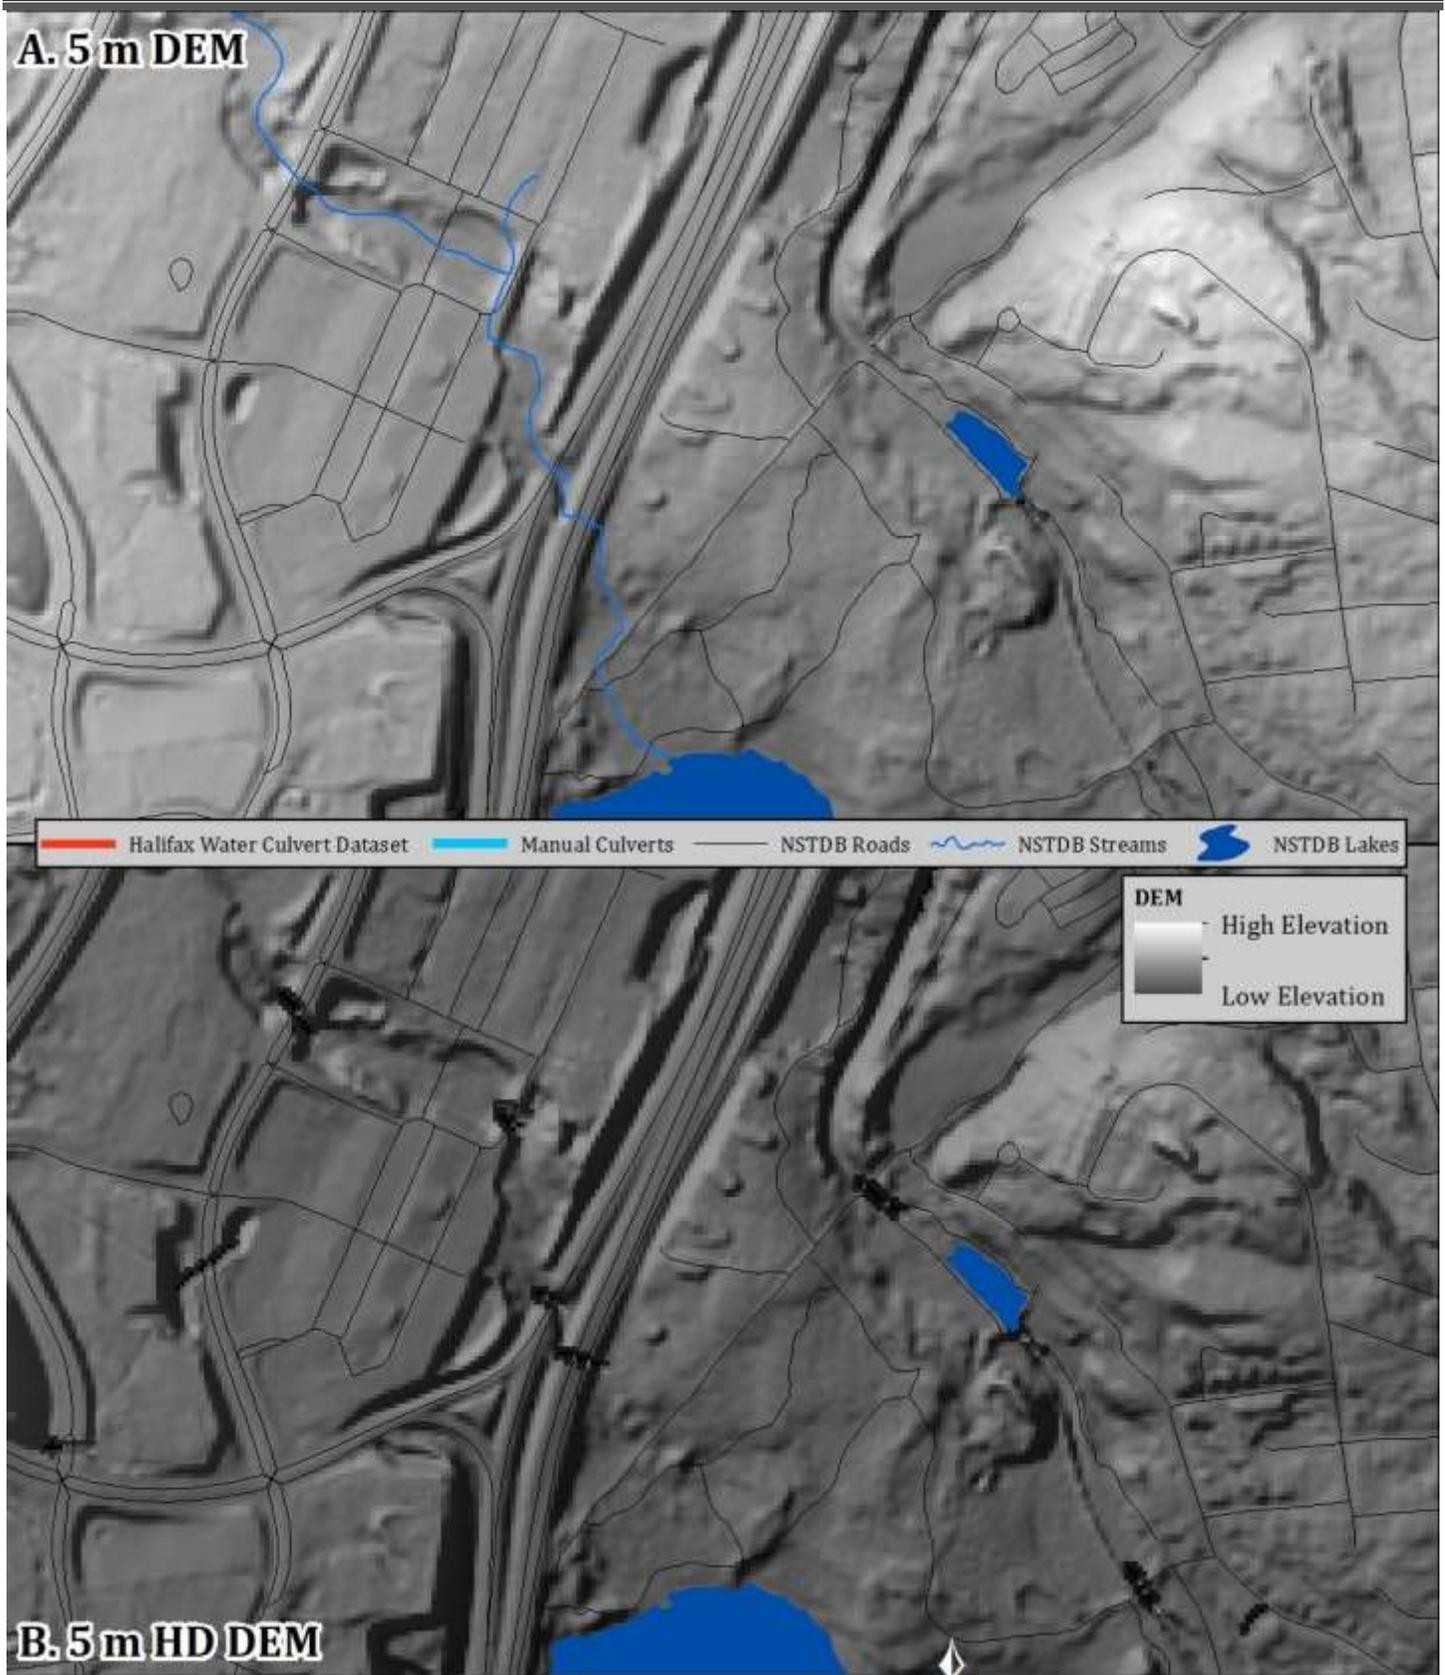 A. 5 m DEM
Halifax Water Culvert Dataset
Manual Culverts
NSTDB Roads
NSTDB Streams
NSTDB Lakes
DEM
High Elevation
Low Elevation
B. 5 m HD DEM